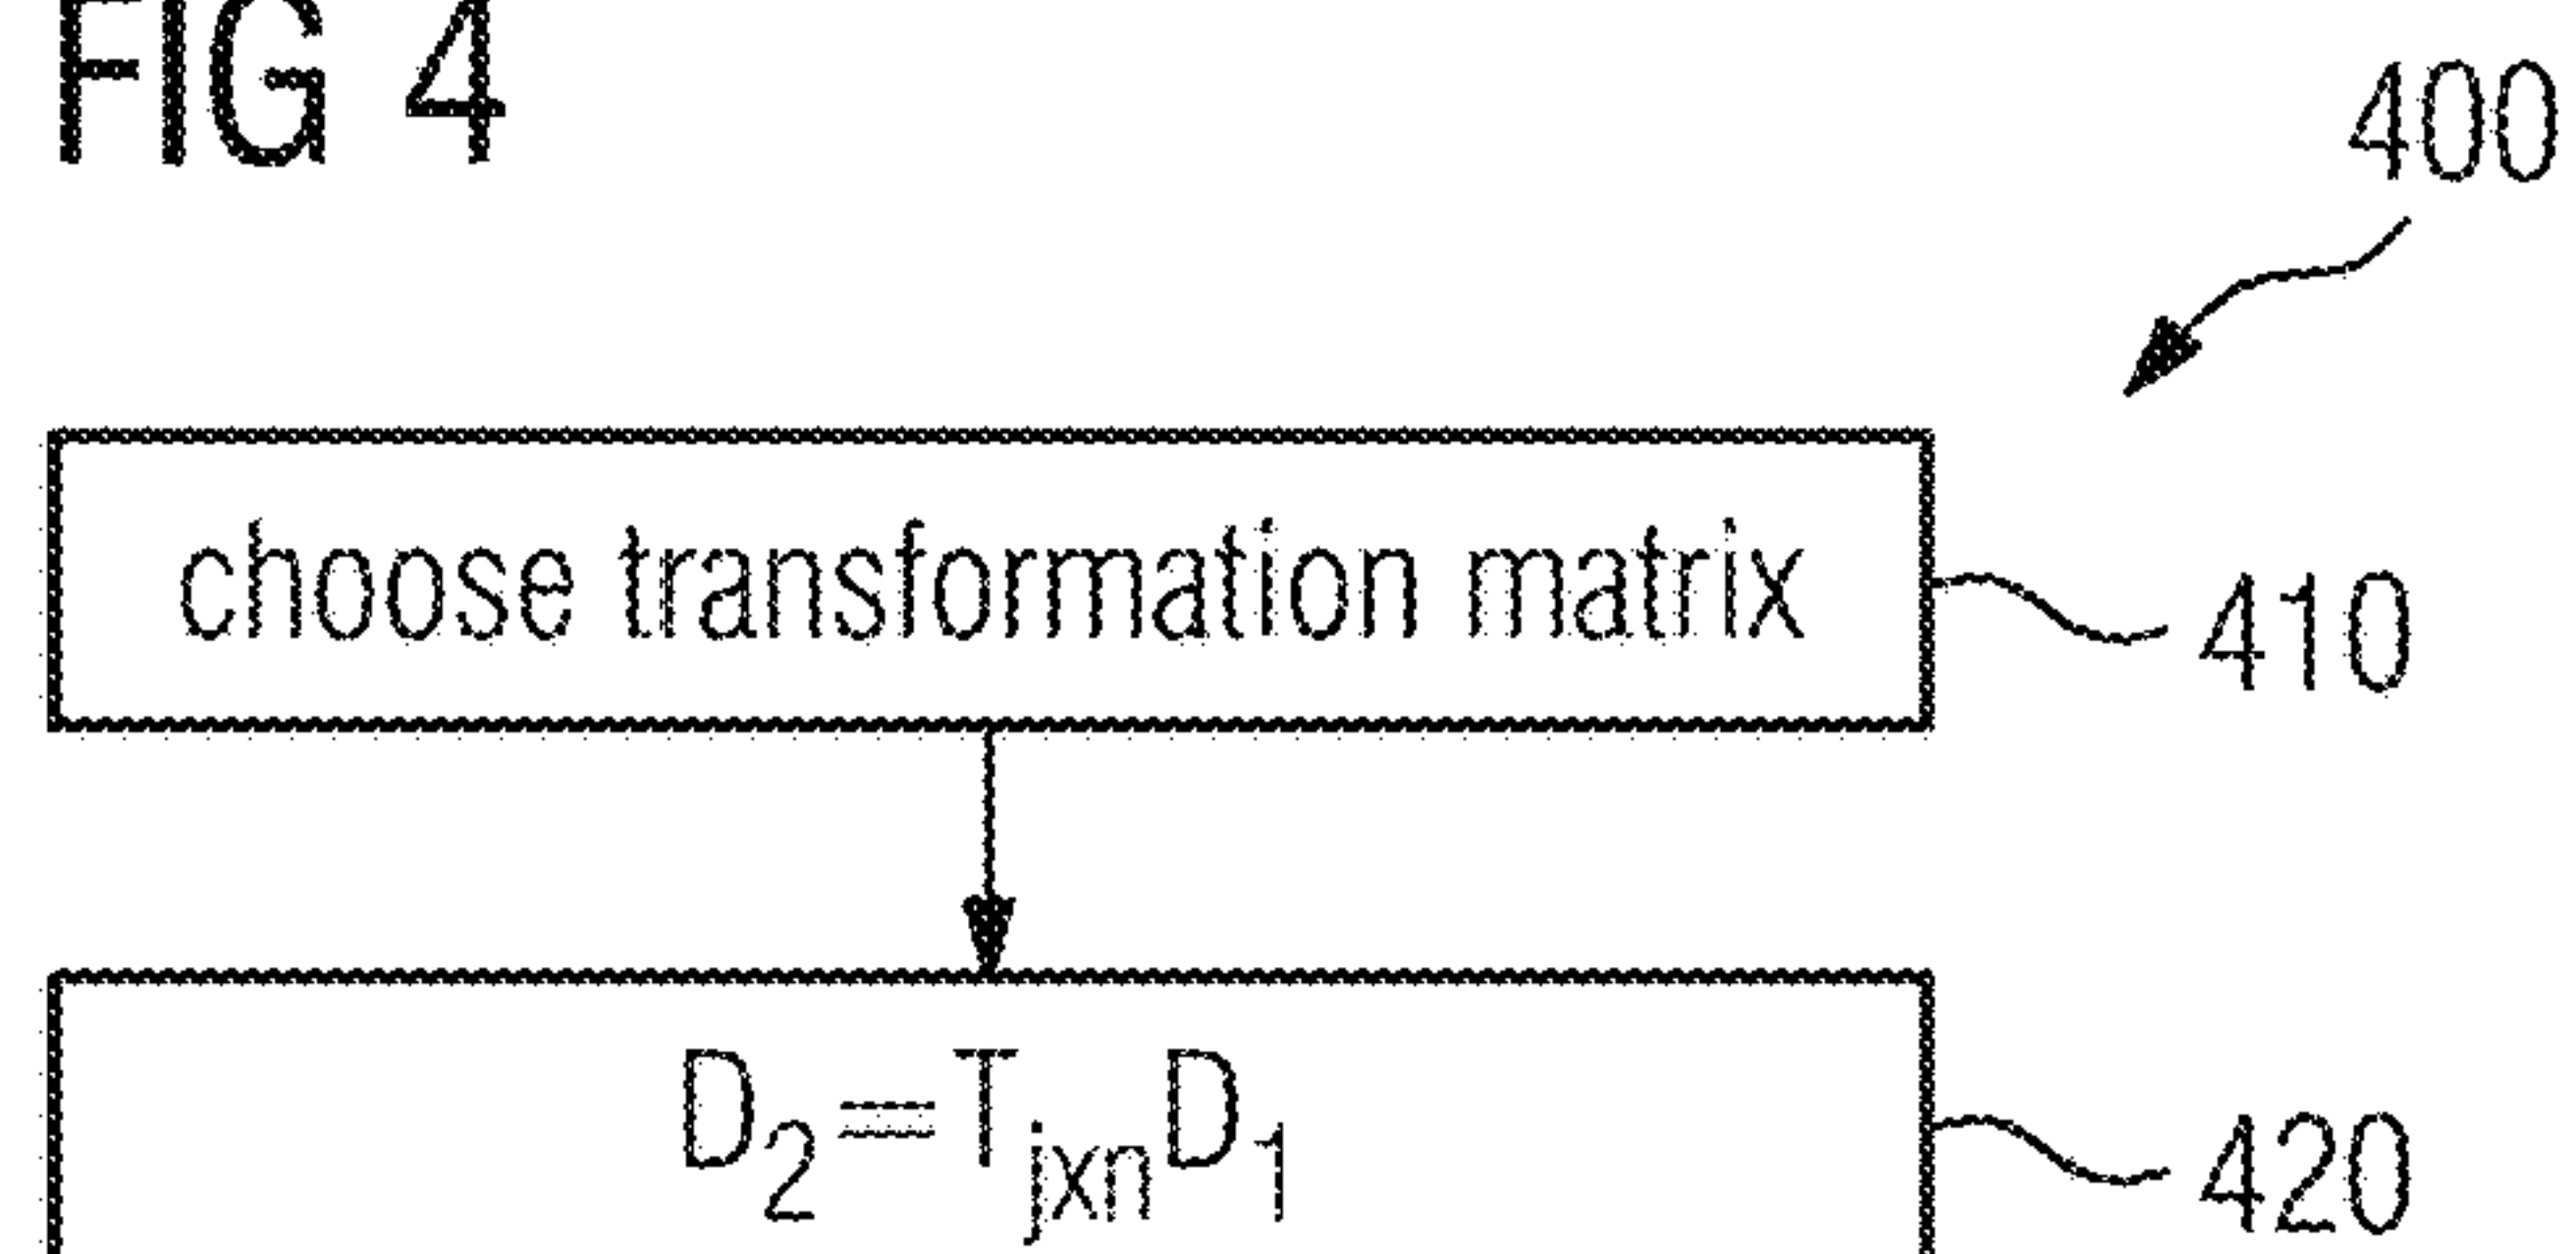 FIG 4
400
choose transformation matrix
410
D₂=TⱼₓₙD₁
420